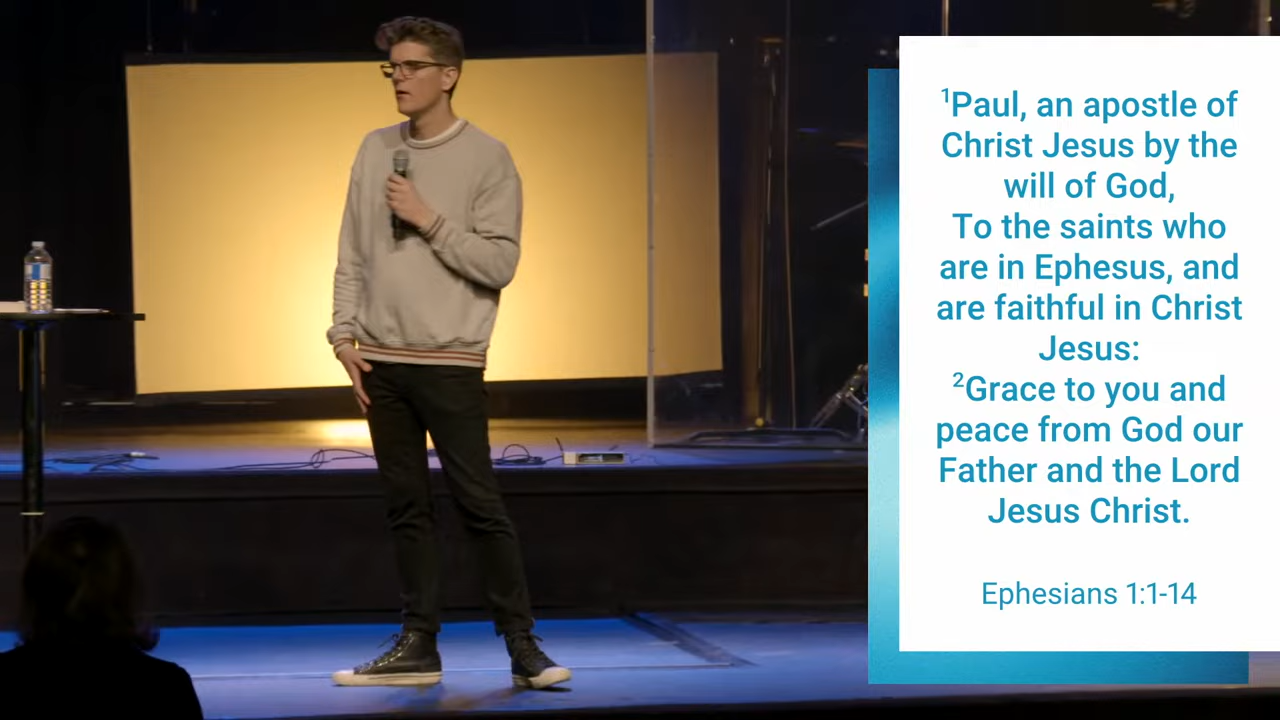 ¹Paul, an apostle of
Christ Jesus by the
will of God,
To the saints who
are in Ephesus, and
are faithful in Christ
Jesus:
²Grace to you and
peace from God our
Father and the Lord
Jesus Christ.
Ephesians 1:1-14